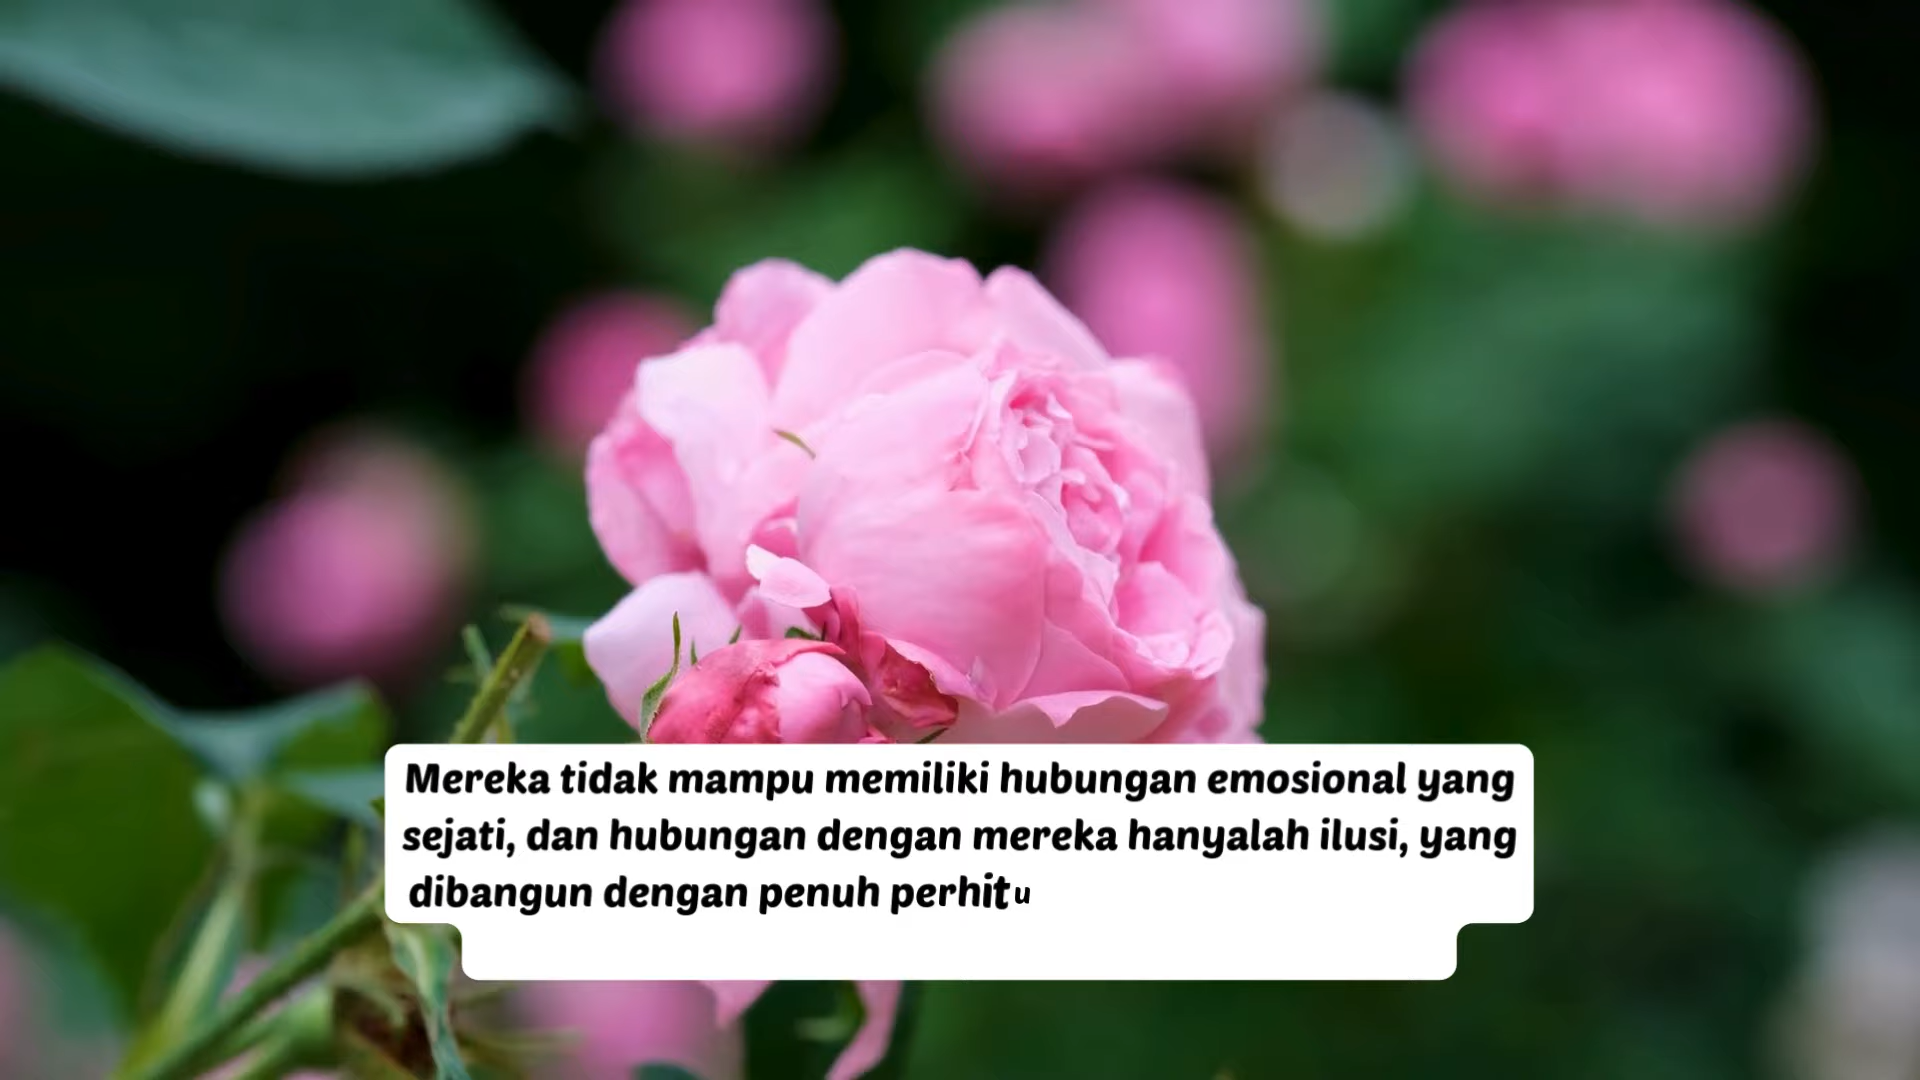 Mereka tidak mampu memiliki hubungan emosional yang
sejati, dan hubungan dengan mereka hanyalah ilusi, yang
dibangun dengan penuh perhitu